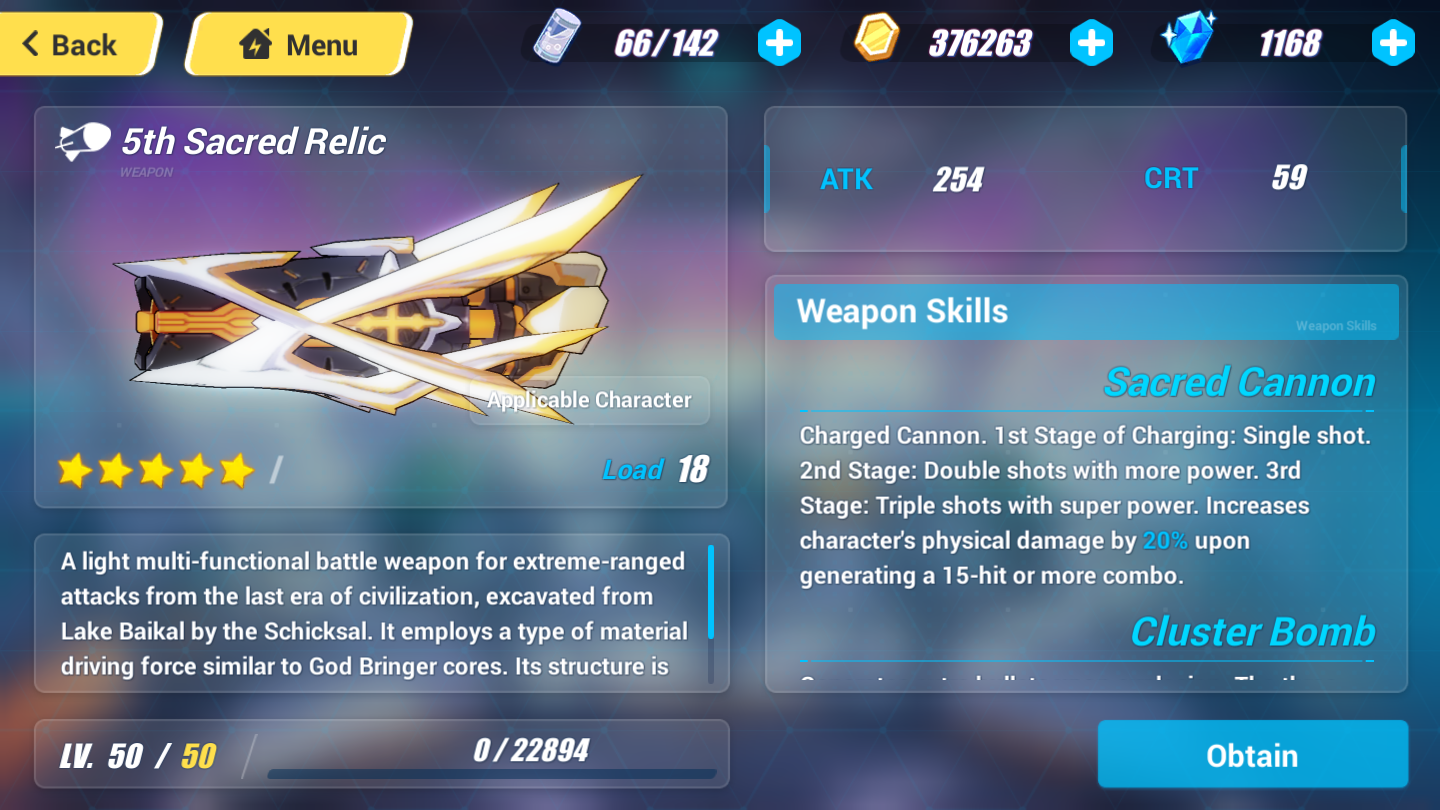 Back
Menu
66/142
376263
1168
5th Sacred Relic
WEAPON
Applicable Character
Load 18
A light multi-functional battle weapon for extreme-ranged
attacks from the last era of civilization, excavated from
Lake Baikal by the Schicksal. It employs a type of material
driving force similar to God Bringer cores. Its structure is
LV. 50 / 50
0/22894
ATK 254 CRT 59
Weapon Skills
Weapon Skills
Sacred Cannon
Charged Cannon. 1st Stage of Charging: Single shot.
2nd Stage: Double shots with more power. 3rd
Stage: Triple shots with super power. Increases
character's physical damage by 20% upon
generating a 15-hit or more combo.
Cluster Bomb
Obtain